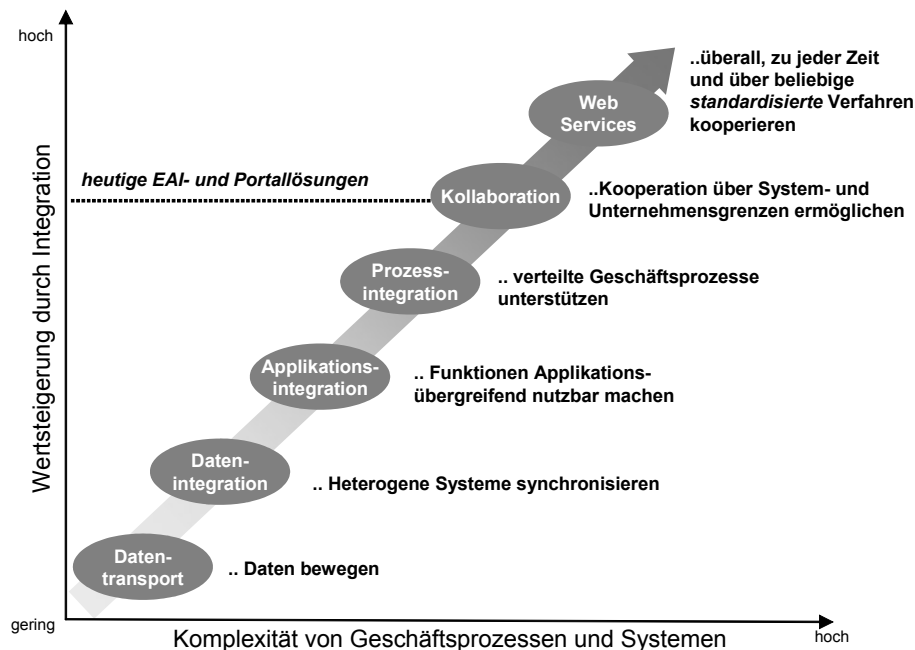 hoch
..überall, zu jeder Zeit
und über beliebige
standardisierte Verfahren
kooperieren
Web
Services
heutige EAI- und Portallösungen
Kollaboration
..Kooperation über System- und
Unternehmensgrenzen ermöglichen
Prozess-
integration
.. verteilte Geschäftsprozesse
unterstützen
Applikations-
integration
.. Funktionen Applikations-
übergreifend nutzbar machen
Daten-
integration
.. Heterogene Systeme synchronisieren
Daten-
transport
.. Daten bewegen
Wertsteigerung durch Integration
gering
Komplexität von Geschäftsprozessen und Systemen
hoch